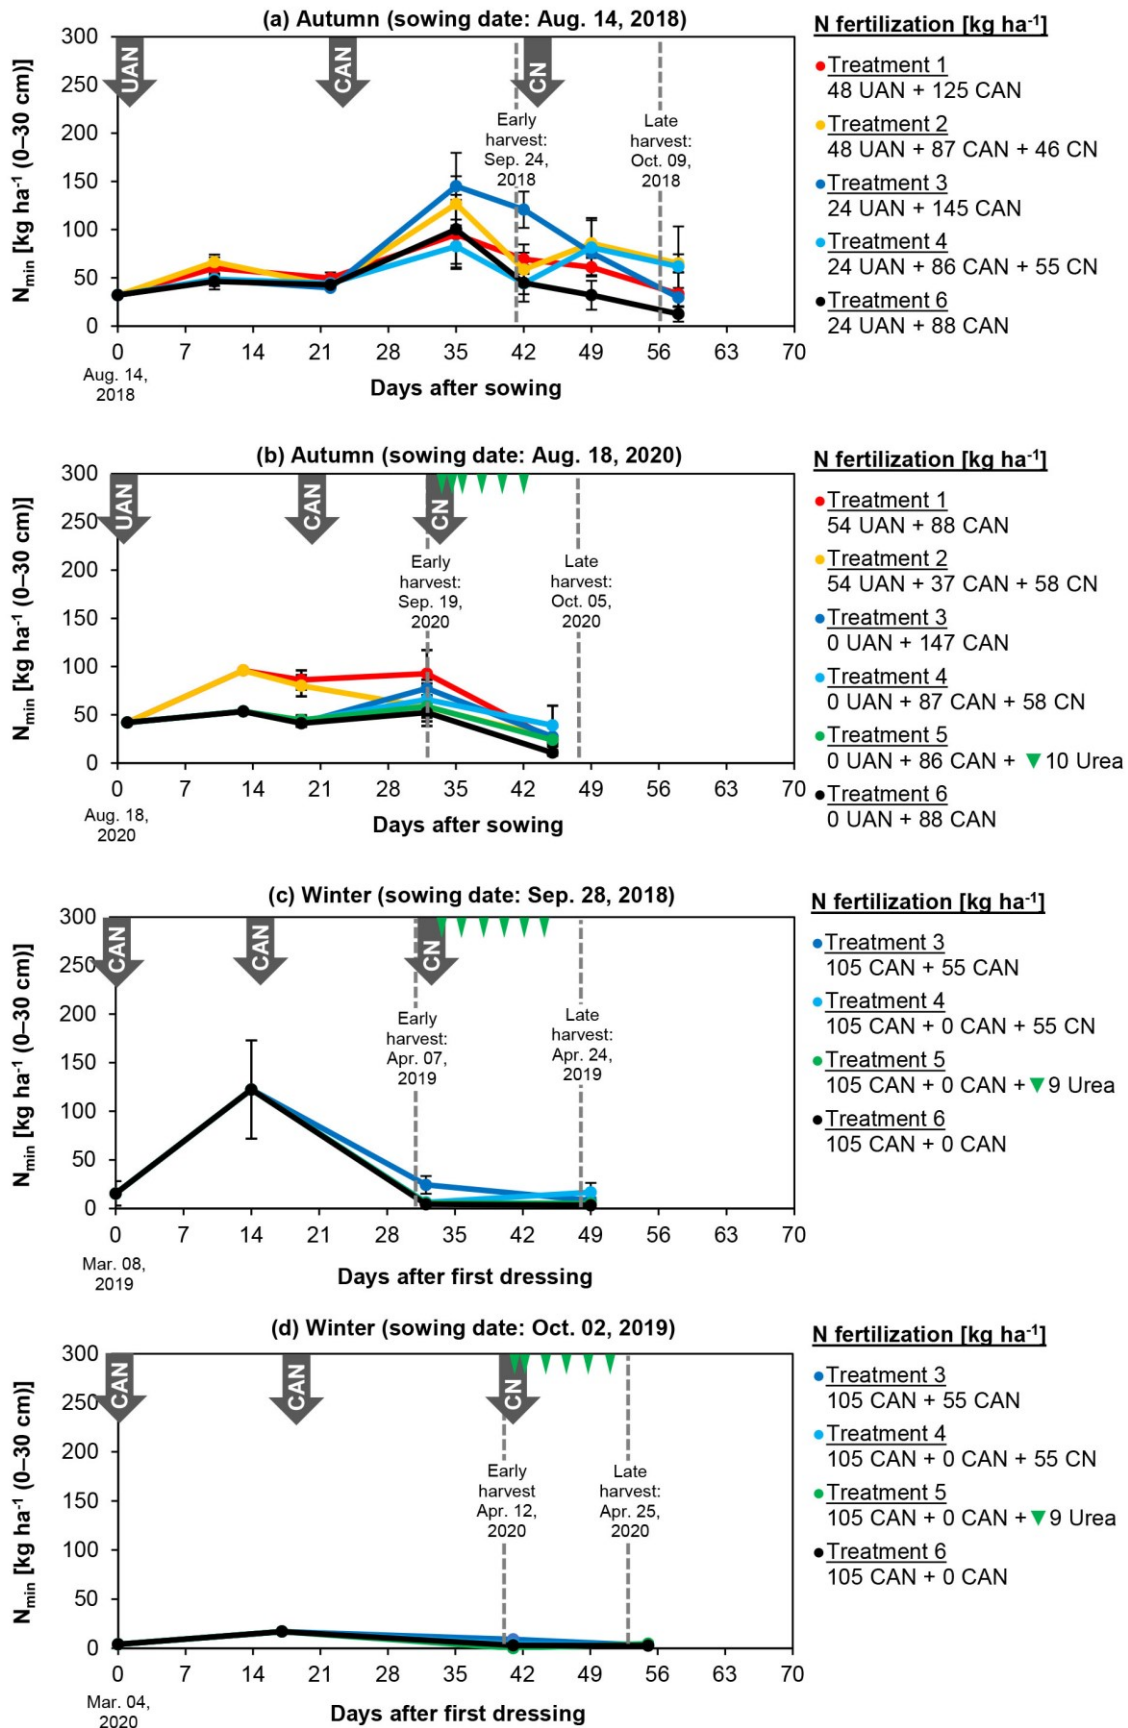 (a) Autumn (sowing date: Aug. 14, 2018)
N fertilization [kg ha⁻¹]
300
250
200
150
100
50
0
Nmin [kg ha⁻¹ (0–30 cm)]
UAN
CAN
CN
Early
harvest:
Sep. 24,
2018
Late
harvest:
Oct. 09,
2018
0 7 14 21 28 35 42 49 56 63 70
Aug. 14,
2018
Days after sowing
Treatment 1
48 UAN + 125 CAN
Treatment 2
48 UAN + 87 CAN + 46 CN
Treatment 3
24 UAN + 145 CAN
Treatment 4
24 UAN + 86 CAN + 55 CN
Treatment 6
24 UAN + 88 CAN
(b) Autumn (sowing date: Aug. 18, 2020)
N fertilization [kg ha⁻¹]
300
250
200
150
100
50
0
Nmin [kg ha⁻¹ (0–30 cm)]
UAN
CAN
CN
Early
harvest:
Sep. 19,
2020
Late
harvest:
Oct. 05,
2020
0 7 14 21 28 35 42 49 56 63 70
Aug. 18,
2020
Days after sowing
Treatment 1
54 UAN + 88 CAN
Treatment 2
54 UAN + 37 CAN + 58 CN
Treatment 3
0 UAN + 147 CAN
Treatment 4
0 UAN + 87 CAN + 58 CN
Treatment 5
0 UAN + 86 CAN + ▼10 Urea
Treatment 6
0 UAN + 88 CAN
(c) Winter (sowing date: Sep. 28, 2018)
N fertilization [kg ha⁻¹]
300
250
200
150
100
50
0
Nmin [kg ha⁻¹ (0–30 cm)]
CAN
CAN
CN
Early
harvest:
Apr. 07,
2019
Late
harvest:
Apr. 24,
2019
0 7 14 21 28 35 42 49 56 63 70
Mar. 08,
2019
Days after first dressing
Treatment 3
105 CAN + 55 CAN
Treatment 4
105 CAN + 0 CAN + 55 CN
Treatment 5
105 CAN + 0 CAN + ▼9 Urea
Treatment 6
105 CAN + 0 CAN
(d) Winter (sowing date: Oct. 02, 2019)
N fertilization [kg ha⁻¹]
300
250
200
150
100
50
0
Nmin [kg ha⁻¹ (0–30 cm)]
CAN
CAN
CN
Early
harvest
Apr. 12,
2020
Late
harvest:
Apr. 25,
2020
0 7 14 21 28 35 42 49 56 63 70
Mar. 04,
2020
Days after first dressing
Treatment 3
105 CAN + 55 CAN
Treatment 4
105 CAN + 0 CAN + 55 CN
Treatment 5
105 CAN + 0 CAN + ▼9 Urea
Treatment 6
105 CAN + 0 CAN